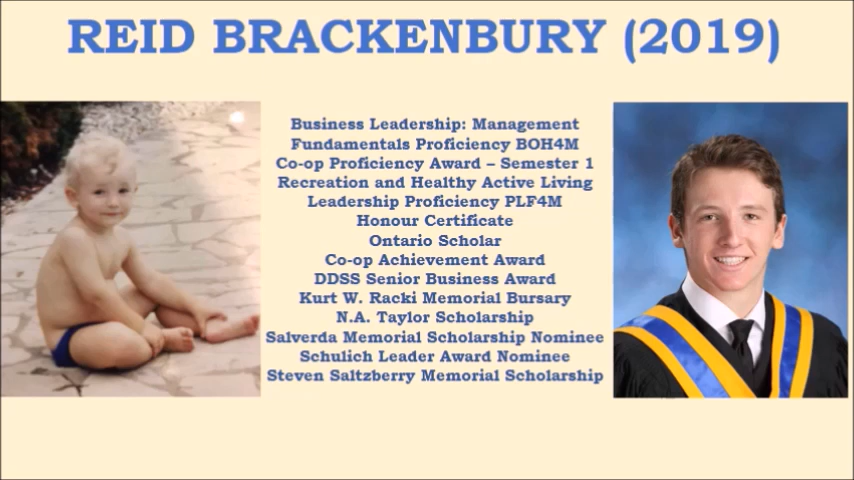 REID BRACKENBURY (2019)
Business Leadership: Management
Fundamentals Proficiency BOH4M
Co-op Proficiency Award – Semester 1
Recreation and Healthy Active Living
Leadership Proficiency PLF4M
Honour Certificate
Ontario Scholar
Co-op Achievement Award
DDSS Senior Business Award
Kurt W. Racki Memorial Bursary
N.A. Taylor Scholarship
Salverda Memorial Scholarship Nominee
Schulich Leader Award Nominee
Steven Saltzberry Memorial Scholarship